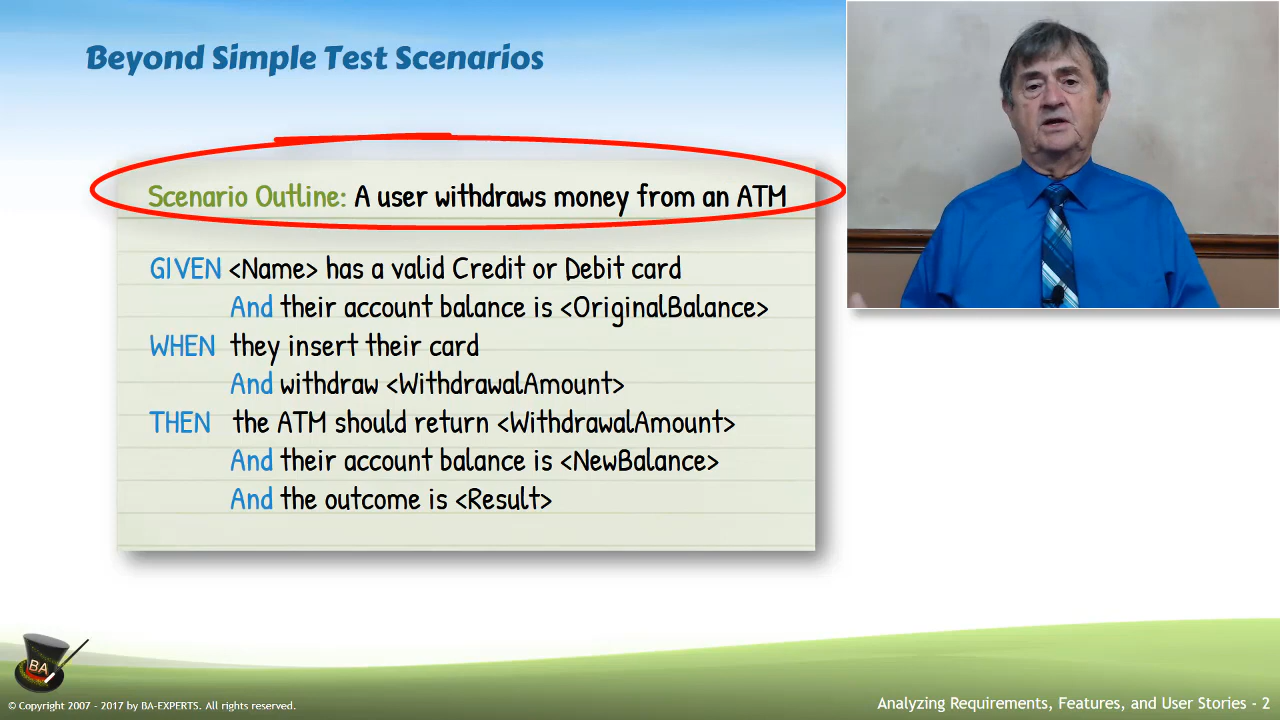 Beyond Simple Test Scenarios
Scenario Outline: A user withdraws money from an ATM
GIVEN <Name> has a valid Credit or Debit card
And their account balance is <OriginalBalance>
WHEN they insert their card
And withdraw <WithdrawalAmount>
THEN the ATM should return <WithdrawalAmount>
And their account balance is <NewBalance>
And the outcome is <Result>
BA
© Copyright 2007 - 2017 by BA-EXPERTS. All rights reserved.
Analyzing Requirements, Features, and User Stories - 2